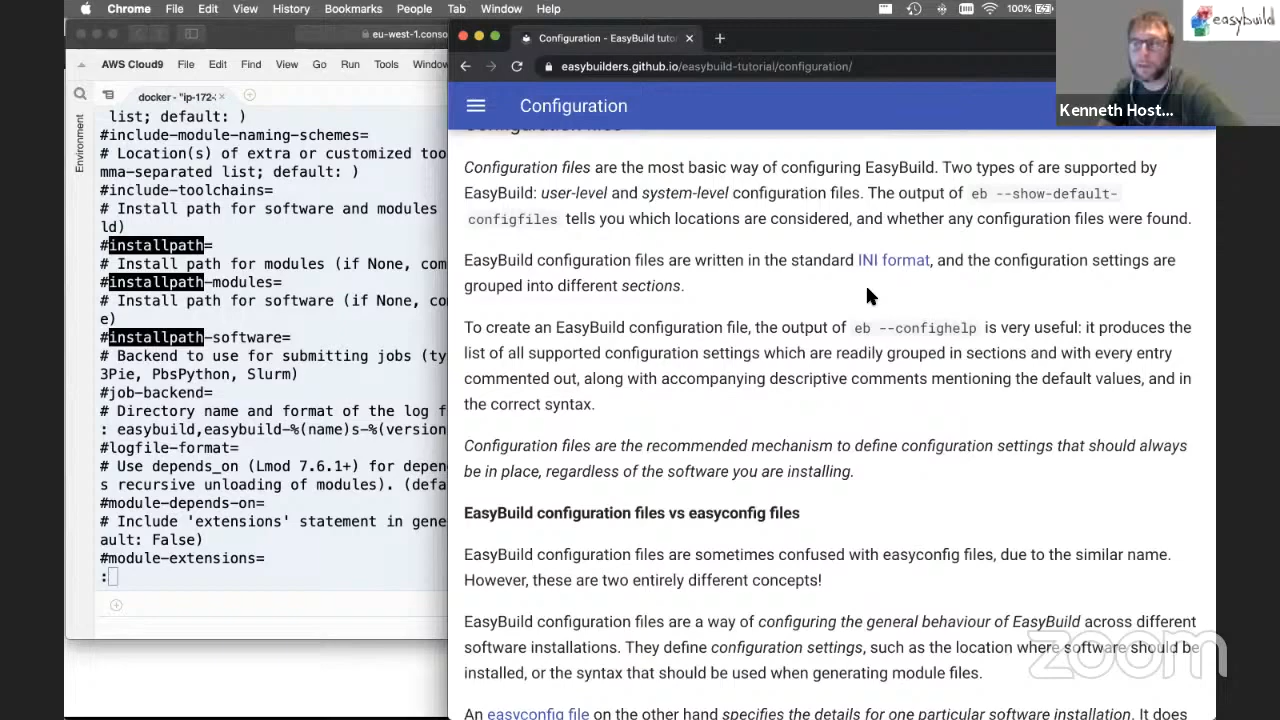 Chrome File Edit View History Bookmarks People Tab Window Help 100%
eu-west-1.conso
AWS Cloud9 File Edit Find View Go Run Tools Window
docker - "ip-172-
Environment
list; default: )
#include-module-naming-schemes=
# Location(s) of extra or customized too
mma-separated list; default: )
#include-toolchains=
# Install path for software and modules
ld)
#installpath=
# Install path for modules (if None, com
#installpath-modules=
# Install path for software (if None, co
e)
#installpath-software=
# Backend to use for submitting jobs (ty
3Pie, PbsPython, Slurm)
#job-backend=
# Directory name and format of the log f
: easybuild,easybuild-%(name)s-%(version
#logfile-format=
# Use depends_on (Lmod 7.6.1+) for depen
s recursive unloading of modules). (defa
#module-depends-on=
# Include 'extensions' statement in gene
ault: False)
#module-extensions=
:
Configuration - EasyBuild tuto
easybuilders.github.io/easybuild-tutorial/configuration/
Configuration
Configuration files
Configuration files are the most basic way of configuring EasyBuild. Two types of are supported by
EasyBuild: user-level and system-level configuration files. The output of eb --show-default-
configfiles tells you which locations are considered, and whether any configuration files were found.
EasyBuild configuration files are written in the standard INI format, and the configuration settings are
grouped into different sections.
To create an EasyBuild configuration file, the output of eb --confighelp is very useful: it produces the
list of all supported configuration settings which are readily grouped in sections and with every entry
commented out, along with accompanying descriptive comments mentioning the default values, and in
the correct syntax.
Configuration files are the recommended mechanism to define configuration settings that should always
be in place, regardless of the software you are installing.
EasyBuild configuration files vs easyconfig files
EasyBuild configuration files are sometimes confused with easyconfig files, due to the similar name.
However, these are two entirely different concepts!
EasyBuild configuration files are a way of configuring the general behaviour of EasyBuild across different
software installations. They define configuration settings, such as the location where software should be
installed, or the syntax that should be used when generating module files.
An easyconfig file on the other hand specifies the details for one particular software installation. It does
easybuild
Kenneth Host...
zoom